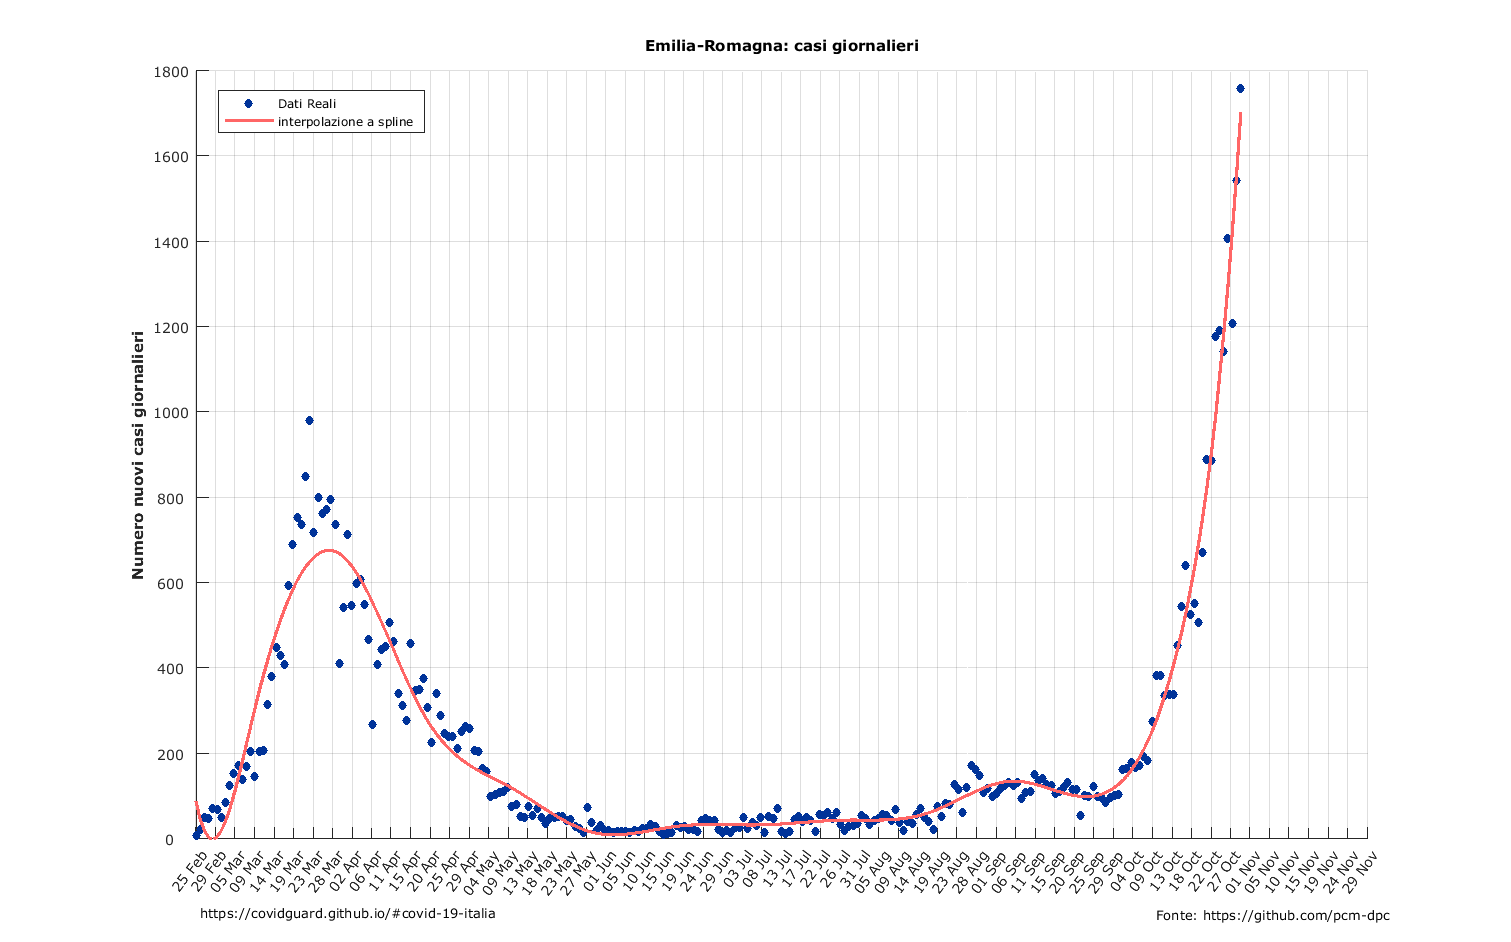 Emilia-Romagna: casi giornalieri
Dati Reali
interpolazione a spline
Numero nuovi casi giornalieri
1800
1600
1400
1200
1000
800
600
400
200
0
25 Feb
29 Feb
05 Mar
09 Mar
14 Mar
19 Mar
23 Mar
28 Mar
02 Apr
06 Apr
11 Apr
15 Apr
20 Apr
25 Apr
29 Apr
04 May
09 May
13 May
18 May
23 May
27 May
01 Jun
05 Jun
10 Jun
15 Jun
19 Jun
24 Jun
29 Jun
03 Jul
08 Jul
13 Jul
17 Jul
22 Jul
26 Jul
31 Jul
05 Aug
09 Aug
14 Aug
19 Aug
23 Aug
28 Aug
01 Sep
06 Sep
11 Sep
15 Sep
20 Sep
25 Sep
29 Sep
04 Oct
09 Oct
13 Oct
18 Oct
22 Oct
27 Oct
01 Nov
05 Nov
10 Nov
15 Nov
19 Nov
24 Nov
29 Nov
https://covidguard.github.io/#covid-19-italia
Fonte: https://github.com/pcm-dpc